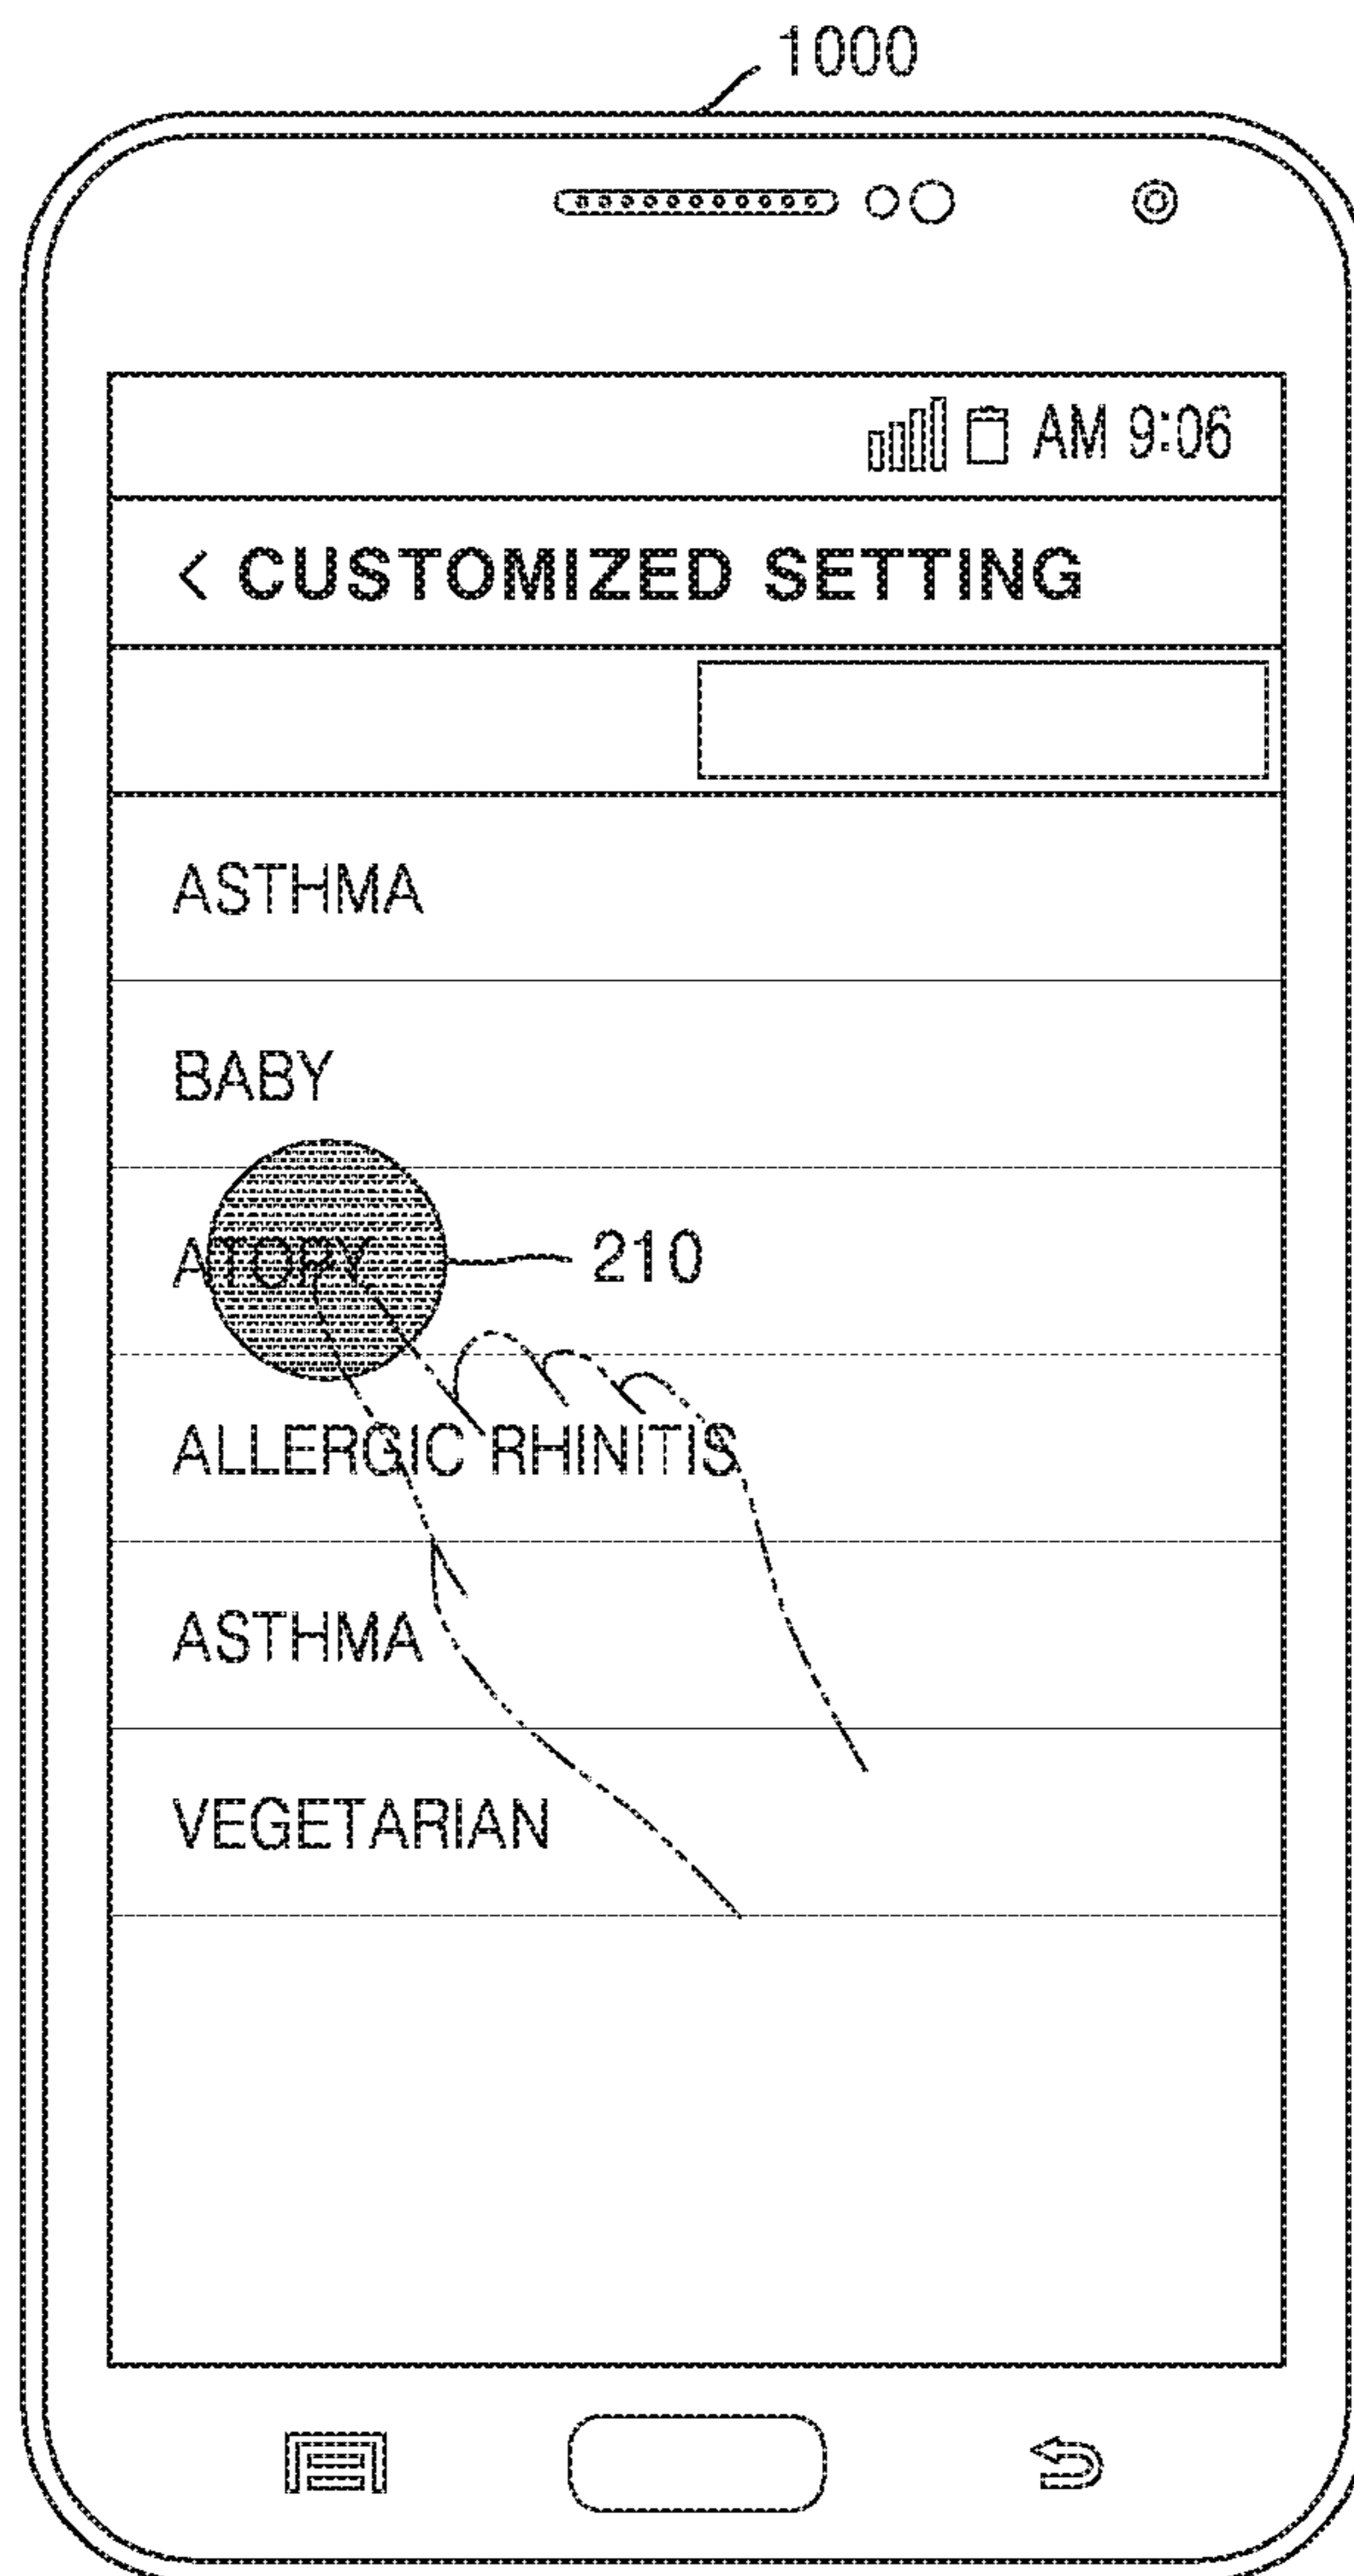 1000
AM 9:06
< CUSTOMIZED SETTING
ASTHMA
BABY
ATOPY
210
ALLERGIC RHINITIS
ASTHMA
VEGETARIAN